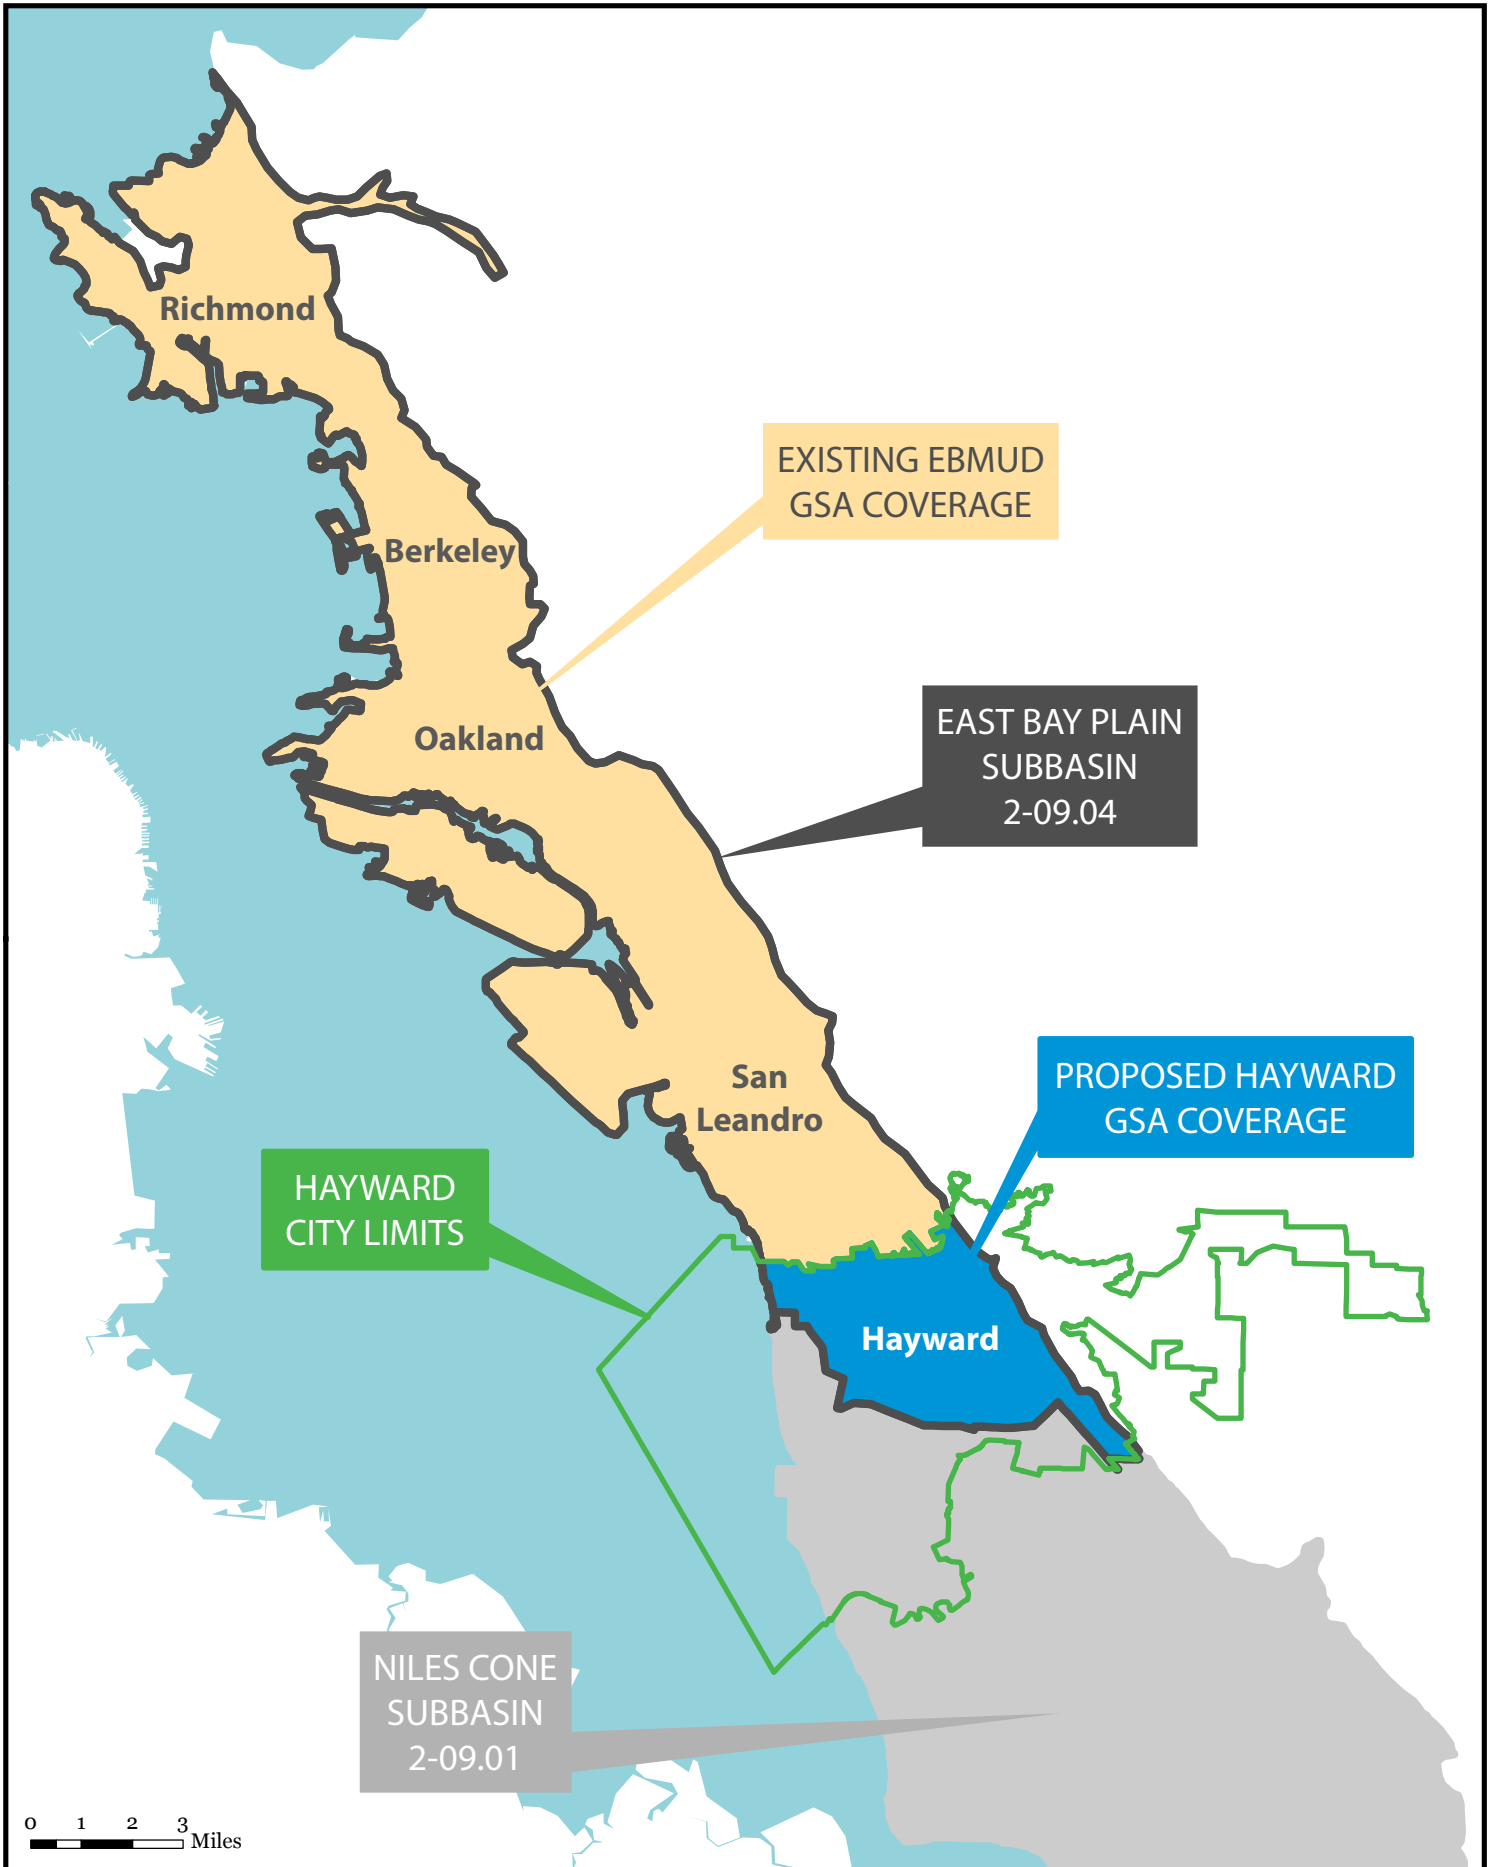 Richmond
EXISTING EBMUD
GSA COVERAGE
Berkeley
EAST BAY PLAIN
SUBBASIN
2-09.04
Oakland
PROPOSED HAYWARD
GSA COVERAGE
San
Leandro
HAYWARD
CITY LIMITS
Hayward
NILES CONE
SUBBASIN
2-09.01
0 1 2 3
Miles